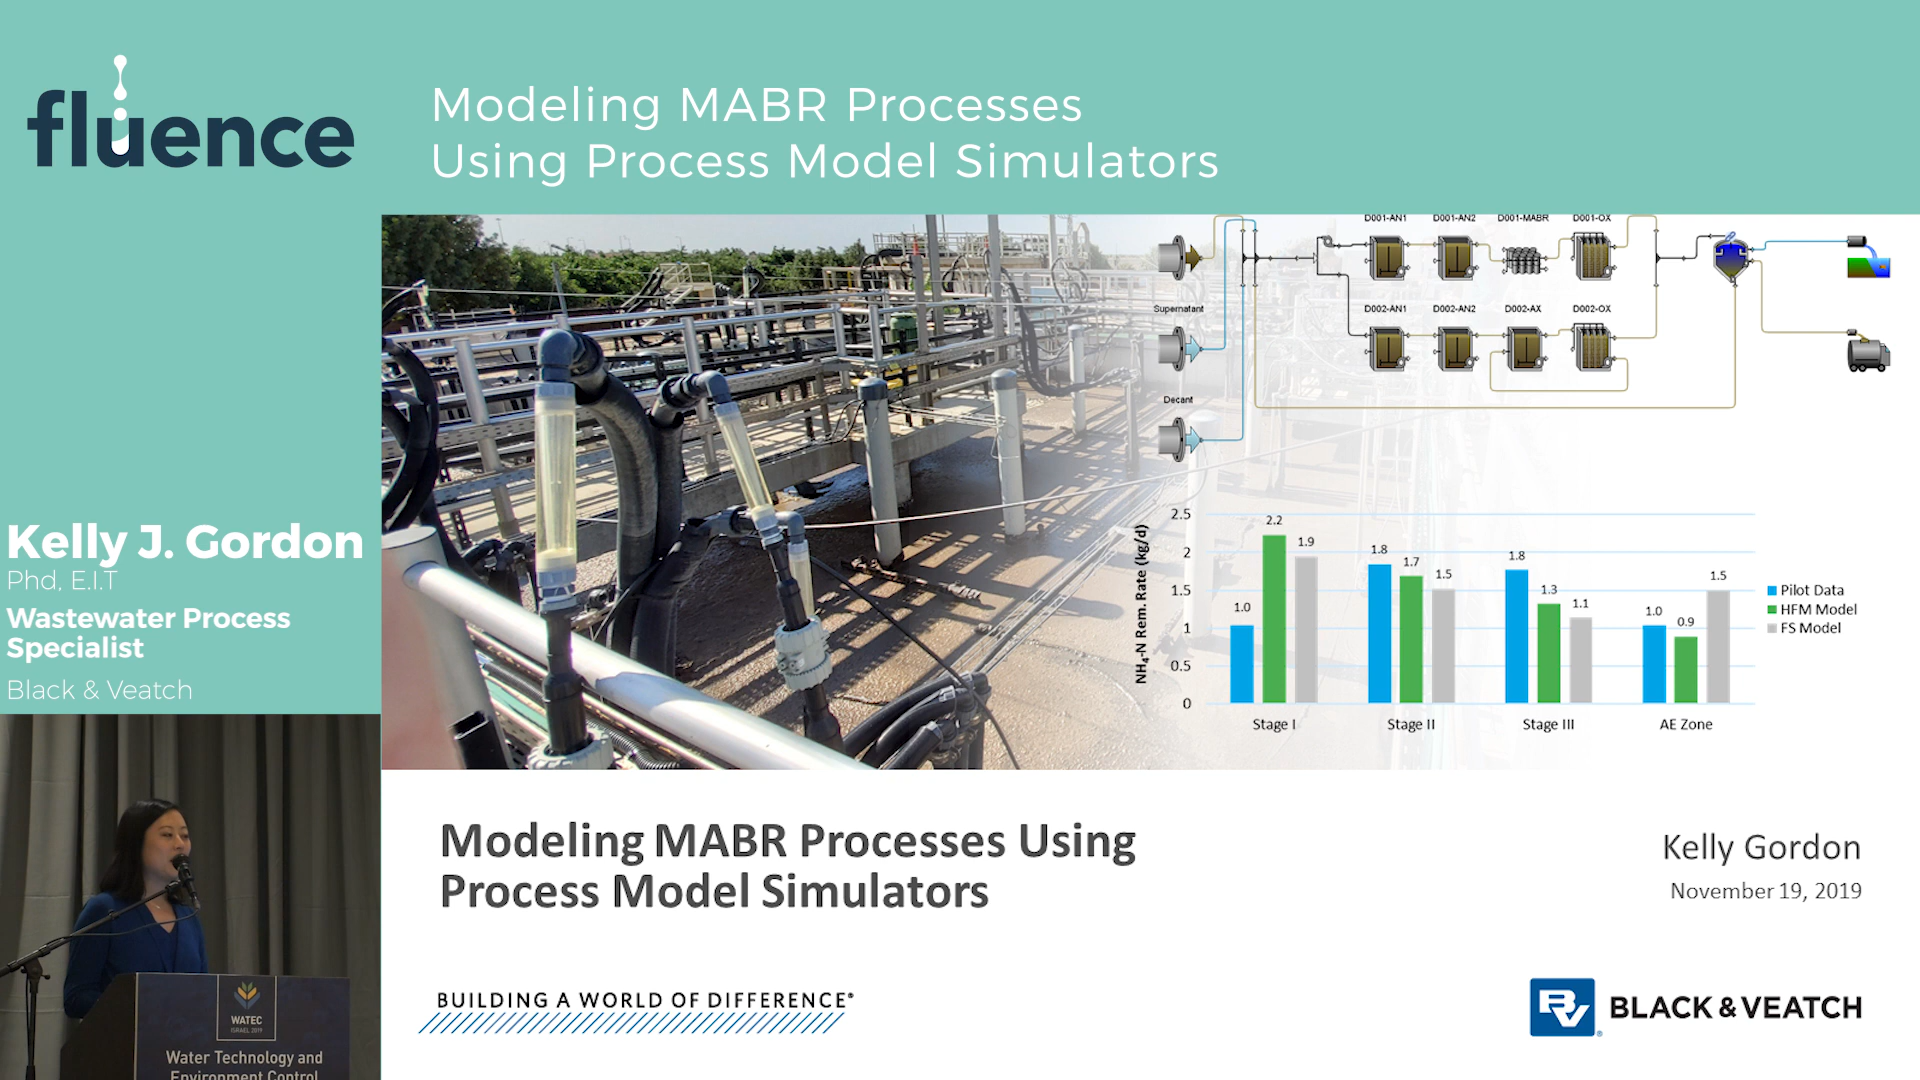 fluence
Modeling MABR Processes
Using Process Model Simulators
Kelly J. Gordon
Phd, E.I.T
Wastewater Process
Specialist
Black & Veatch
D001-AN1 D001-AN2 D001-MABR D001-OX
Supernatant
D002-AN1 D002-AN2 D002-AX D002-OX
Decant
NH4-N Rem. Rate (kg/d)
2.5
2
1.5
1
0.5
0
1.0 2.2 1.9
1.8 1.7 1.5
1.8 1.3 1.1
1.0 0.9 1.5
Stage I Stage II Stage III AE Zone
Pilot Data
HFM Model
FS Model
Modeling MABR Processes Using
Process Model Simulators
Kelly Gordon
November 19, 2019
BUILDING A WORLD OF DIFFERENCE®
BV® BLACK & VEATCH
WATEC
ISRAEL 2019
Water Technology and
Environment Control